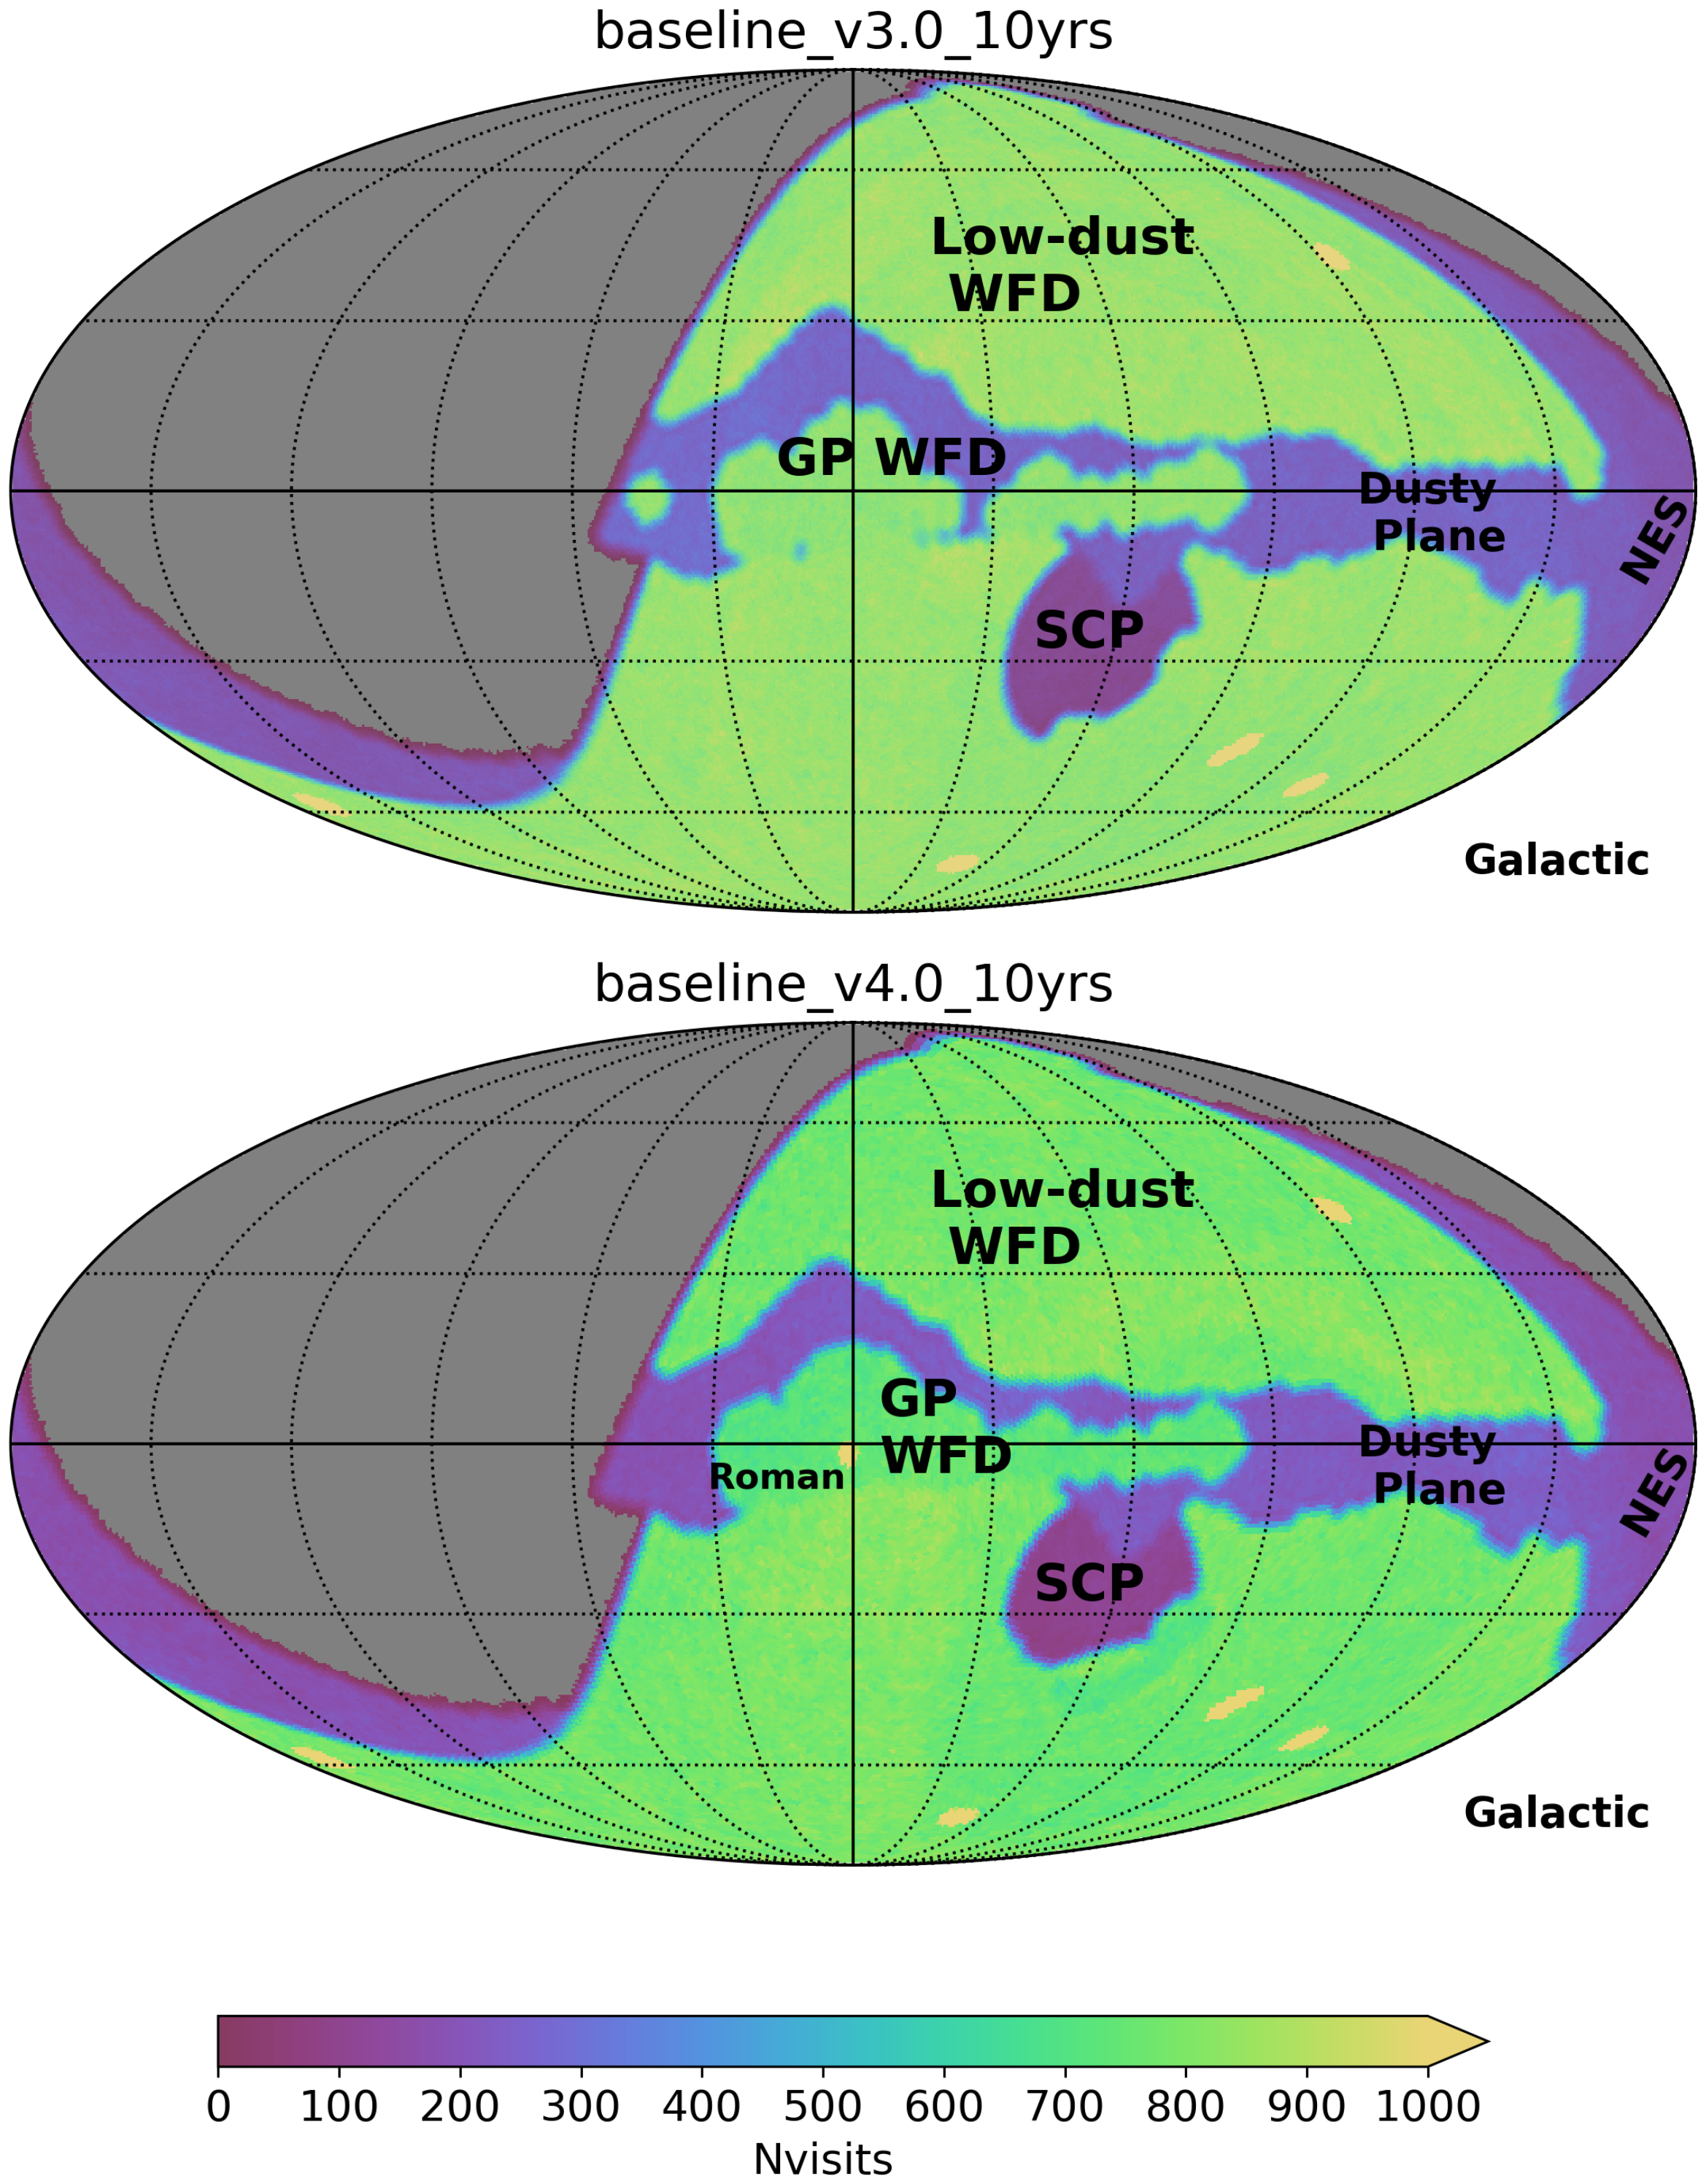 baseline_v3.0_10yrs
Low-dust
WFD
GP WFD
Dusty
Plane
NES
SCP
Galactic
baseline_v4.0_10yrs
Low-dust
WFD
GP
WFD
Roman
Dusty
Plane
NES
SCP
Galactic
0 100 200 300 400 500 600 700 800 900 1000
Nvisits